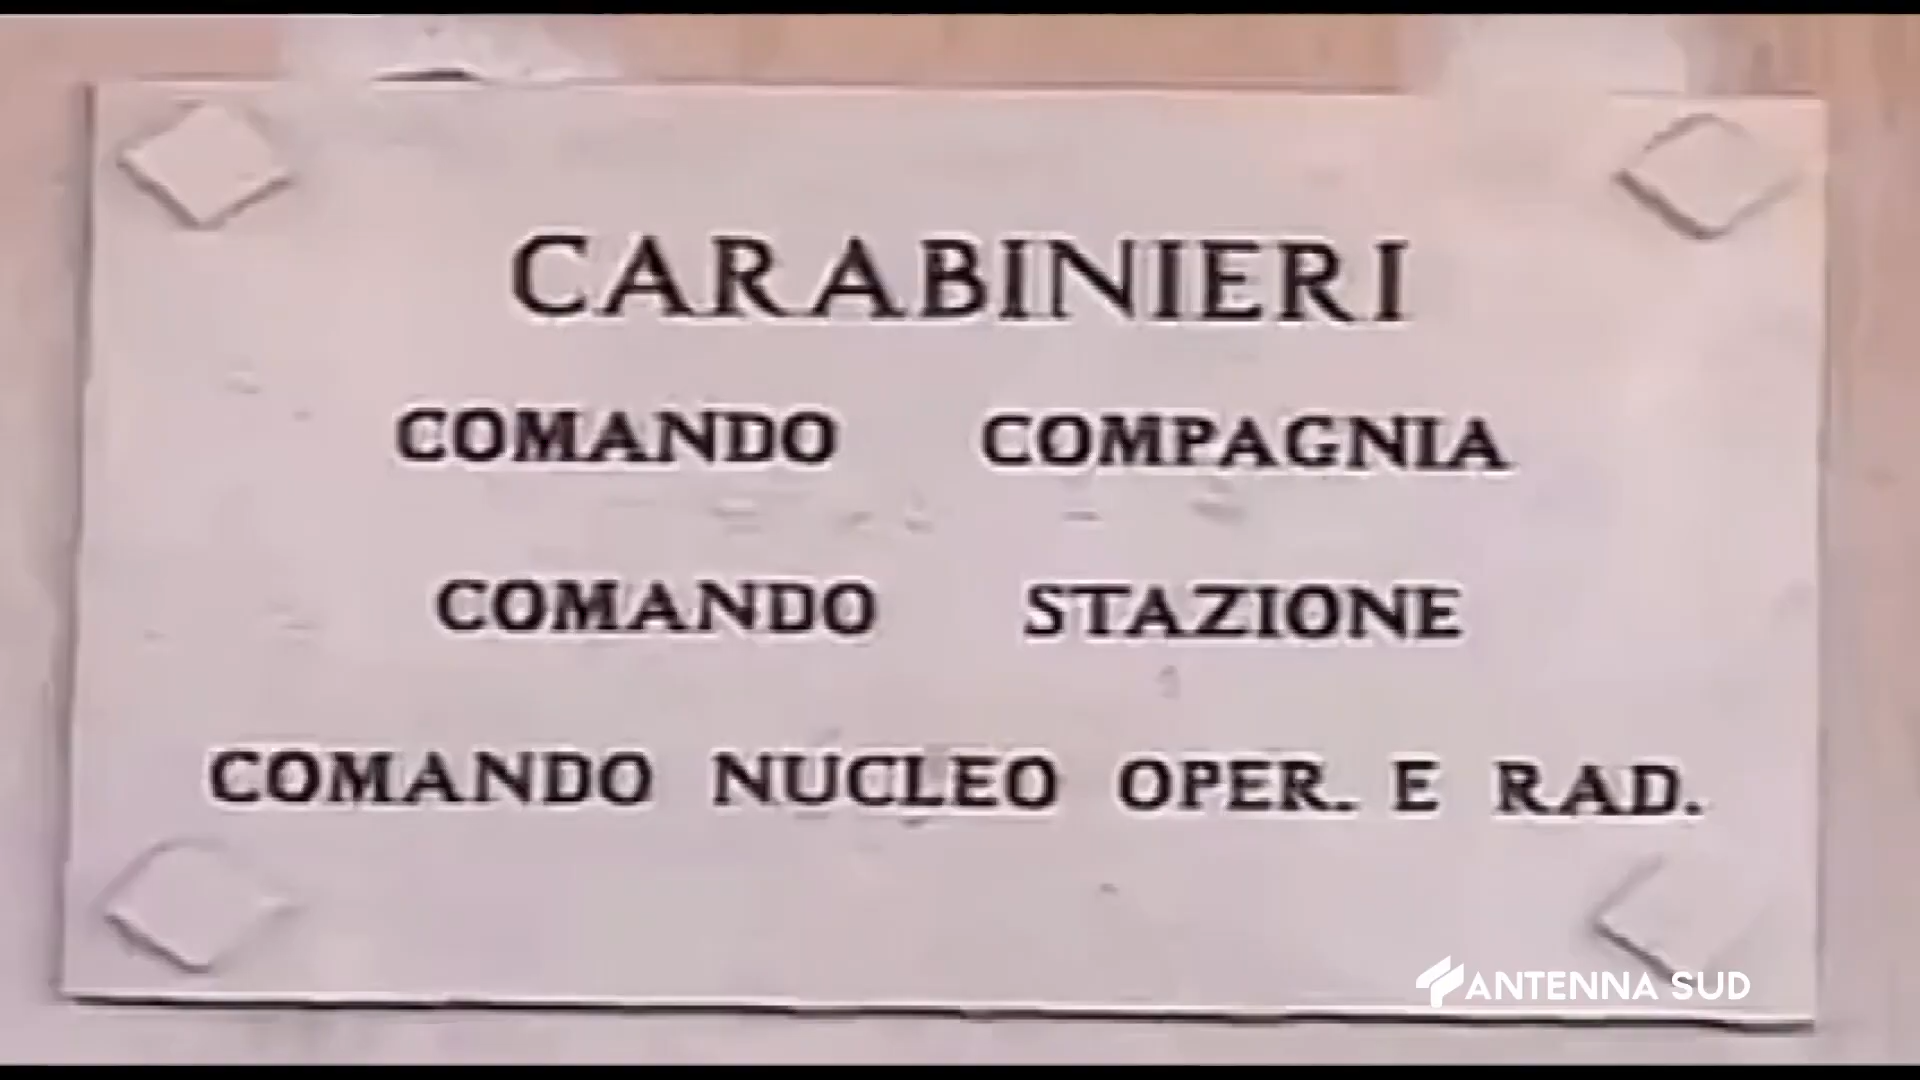 CARABINIERI
COMANDO COMPAGNIA
COMANDO STAZIONE
COMANDO NUCLEO OPER. E RAD.
ANTENNA SUD